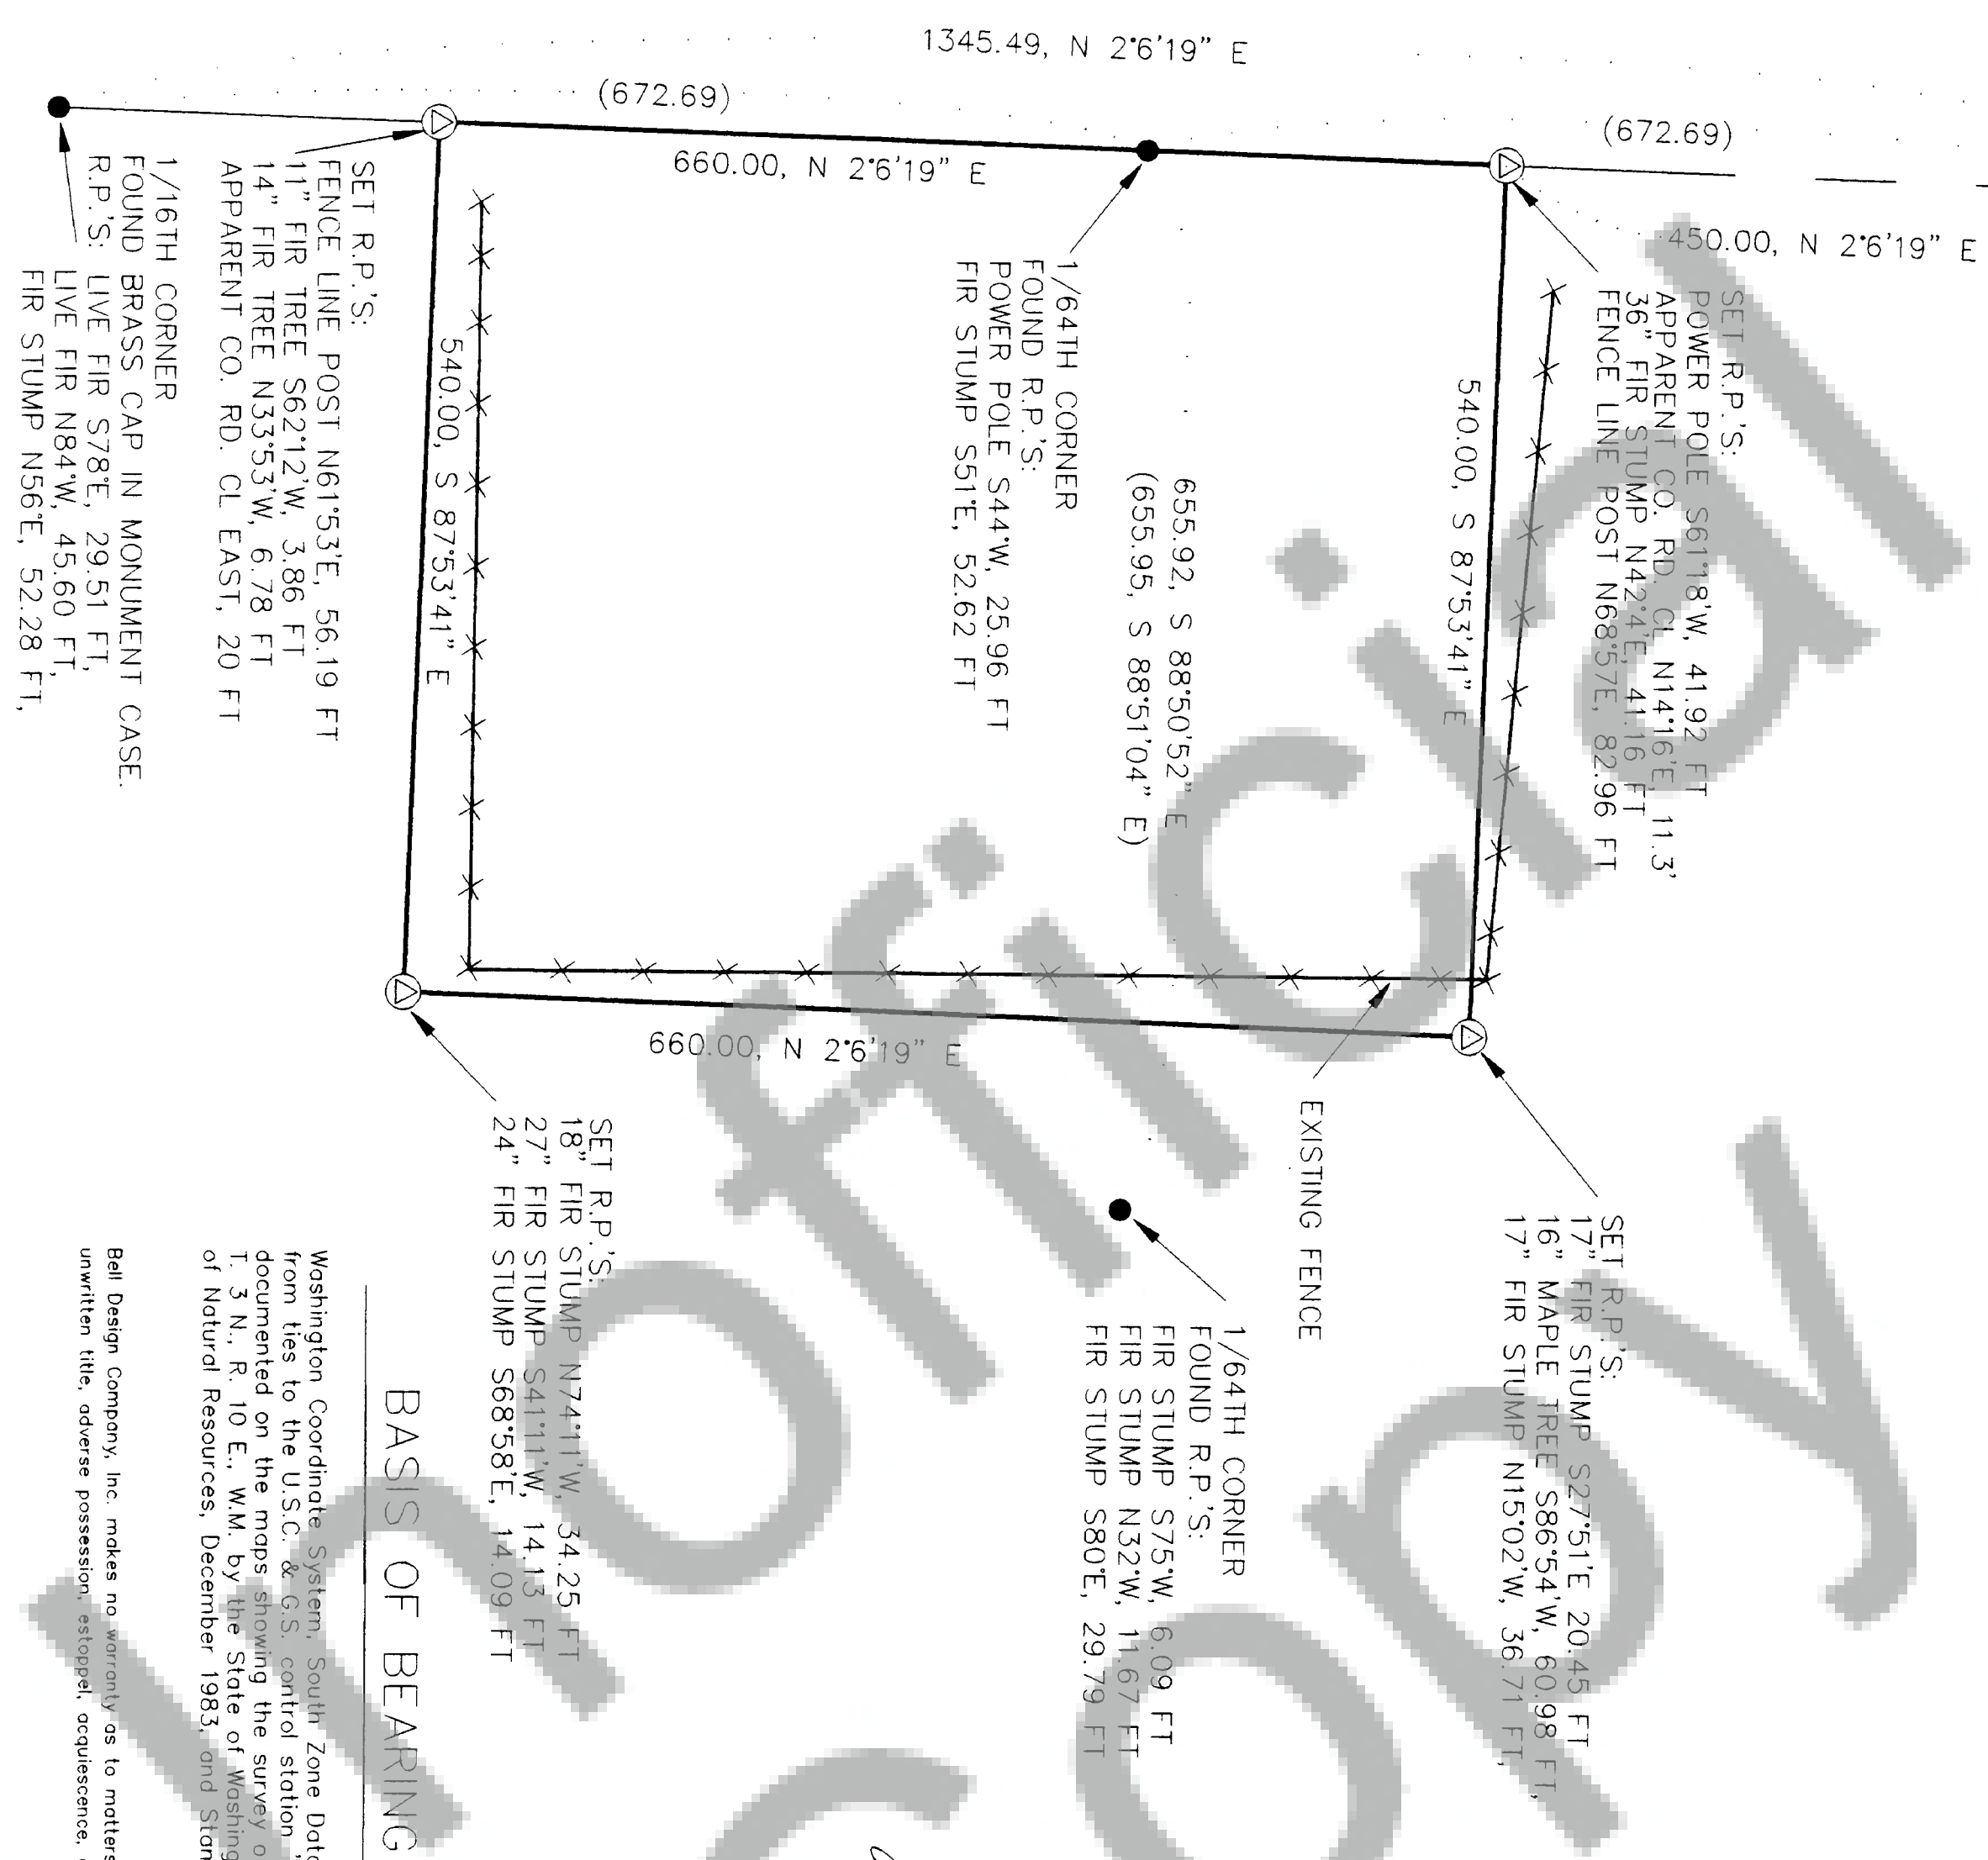 1345.49, N 2°6'19" E
(672.69)
(672.69)
660.00, N 2°6'19" E
450.00, N 2°6'19" E
SET R.P.'S:
POWER POLE S61°18'W, 41.92 FT
APPARENT CO. RD. CL N14°16'E, 11.3'
36" FIR STUMP N42°4'E, 41.16 FT
FENCE LINE POST N68°57'E, 82.96 FT
540.00, S 87°53'41" E
655.92, S 88°50'52" E
(655.95, S 88°51'04" E)
1/64TH CORNER
FOUND R.P.'S:
POWER POLE S44°W, 25.96 FT
FIR STUMP S51°E, 52.62 FT
540.00, S 87°53'41" E
SET R.P.'S:
FENCE LINE POST N61°53'E, 56.19 FT
11" FIR TREE S62°12'W, 3.86 FT
14" FIR TREE N33°53'W, 6.78 FT
APPARENT CO. RD. CL EAST, 20 FT
1/16TH CORNER
FOUND BRASS CAP IN MONUMENT CASE.
R.P.'S: LIVE FIR S78°E, 29.51 FT,
LIVE FIR N84°W, 45.60 FT,
FIR STUMP N56°E, 52.28 FT,
660.00, N 2°6'19" E
EXISTING FENCE
SET R.P.'S:
17" FIR STUMP S27°51'E 20.45 FT
16" MAPLE TREE S86°54'W, 60.98 FT,
17" FIR STUMP N15°02'W, 36.71 FT,
1/64TH CORNER
FOUND R.P.'S:
FIR STUMP S75°W, 6.09 FT
FIR STUMP N32°W, 11.67 FT
FIR STUMP S80°E, 29.79 FT
SET R.P.'S:
18" FIR STUMP N74°11'W, 34.25 FT
27" FIR STUMP S41°11'W, 14.13 FT
24" FIR STUMP S68°58'E, 14.09 FT
BASIS OF BEARING
Washington Coordinate System, South Zone Dat
from ties to the U.S.C. & G.S. control station
documented on the maps showing the survey o
T. 3 N., R. 10 E., W.M. by the State of Washing
of Natural Resources, December 1983, and Stan
Bell Design Company, Inc. makes no warranty as to matters
unwritten title, adverse possession, estoppel, acquiescence,